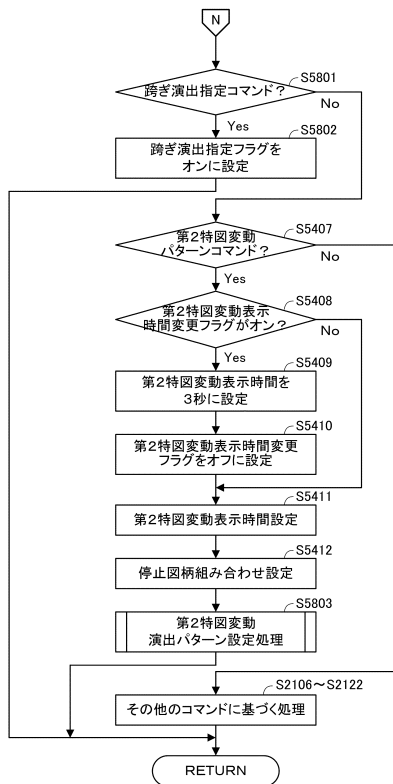 N
S5801
跨ぎ演出指定コマンド？
No
Yes
S5802
跨ぎ演出指定フラグを
オンに設定
S5407
第２特図変動
パターンコマンド？
No
Yes
S5408
第２特図変動表示
時間変更フラグがオン？
No
Yes
S5409
第２特図変動表示時間を
３秒に設定
S5410
第２特図変動表示時間変更
フラグをオフに設定
S5411
第２特図変動表示時間設定
S5412
停止図柄組み合わせ設定
S5803
第２特図変動
演出パターン設定処理
S2106～S2122
その他のコマンドに基づく処理
RETURN